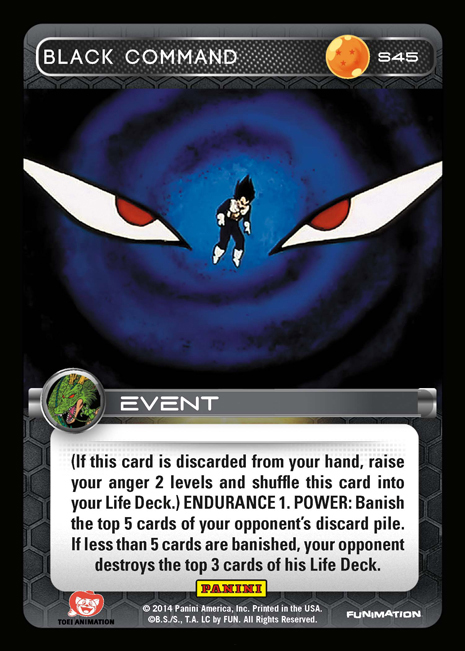 BLACK COMMAND S45
EVENT
(If this card is discarded from your hand, raise
your anger 2 levels and shuffle this card into
your Life Deck.) ENDURANCE 1. POWER: Banish
the top 5 cards of your opponent's discard pile.
If less than 5 cards are banished, your opponent
destroys the top 3 cards of his Life Deck.
PANINI
TOEI ANIMATION
© 2014 Panini America, Inc. Printed in the USA.
©B.S./S., T.A. LC by FUN. All Rights Reserved.
FUNIMATION